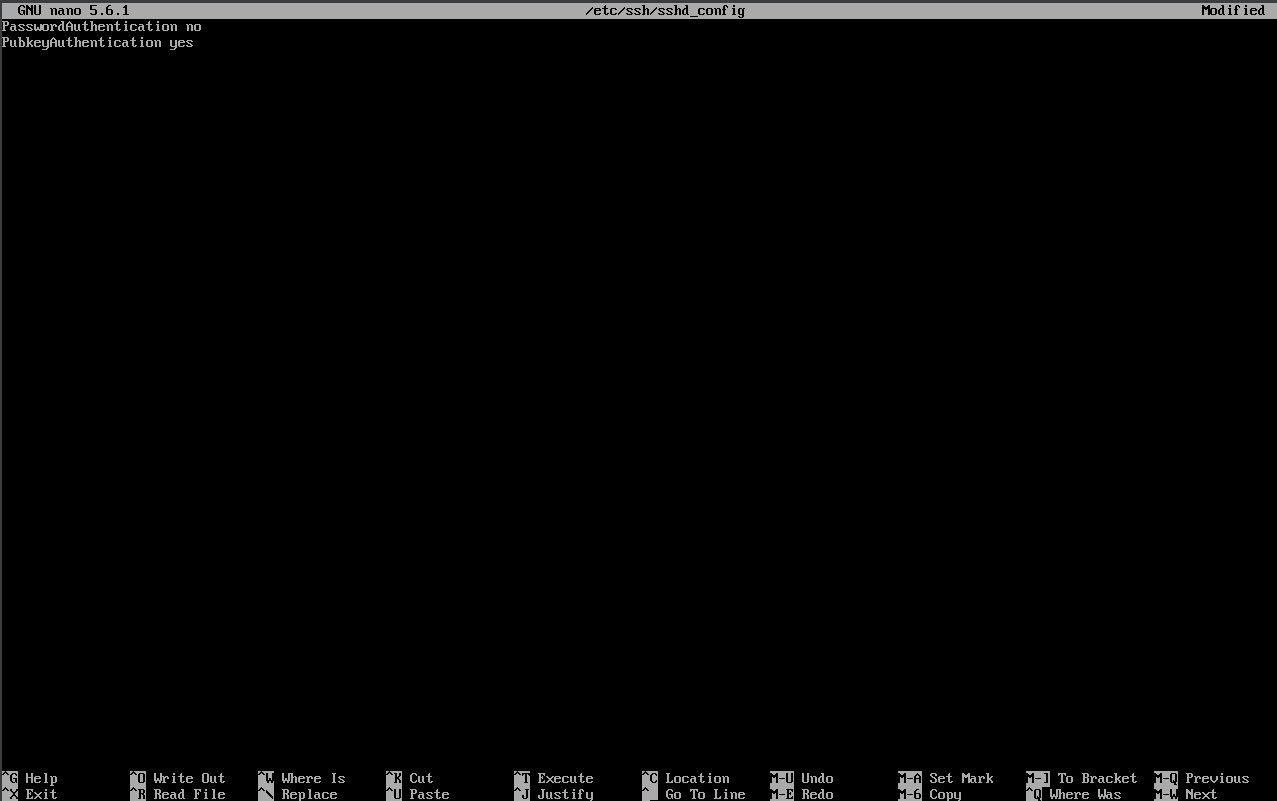 GNU nano 5.6.1 /etc/ssh/sshd_config Modified
PasswordAuthentication no
PubkeyAuthentication yes
^G Help ^O Write Out ^W Where Is ^K Cut ^T Execute ^C Location M-U Undo M-A Set Mark M-] To Bracket M-Q Previous
^X Exit ^R Read File ^\ Replace ^U Paste ^J Justify ^_ Go To Line M-E Redo M-6 Copy ^Q Where Was M-W Next